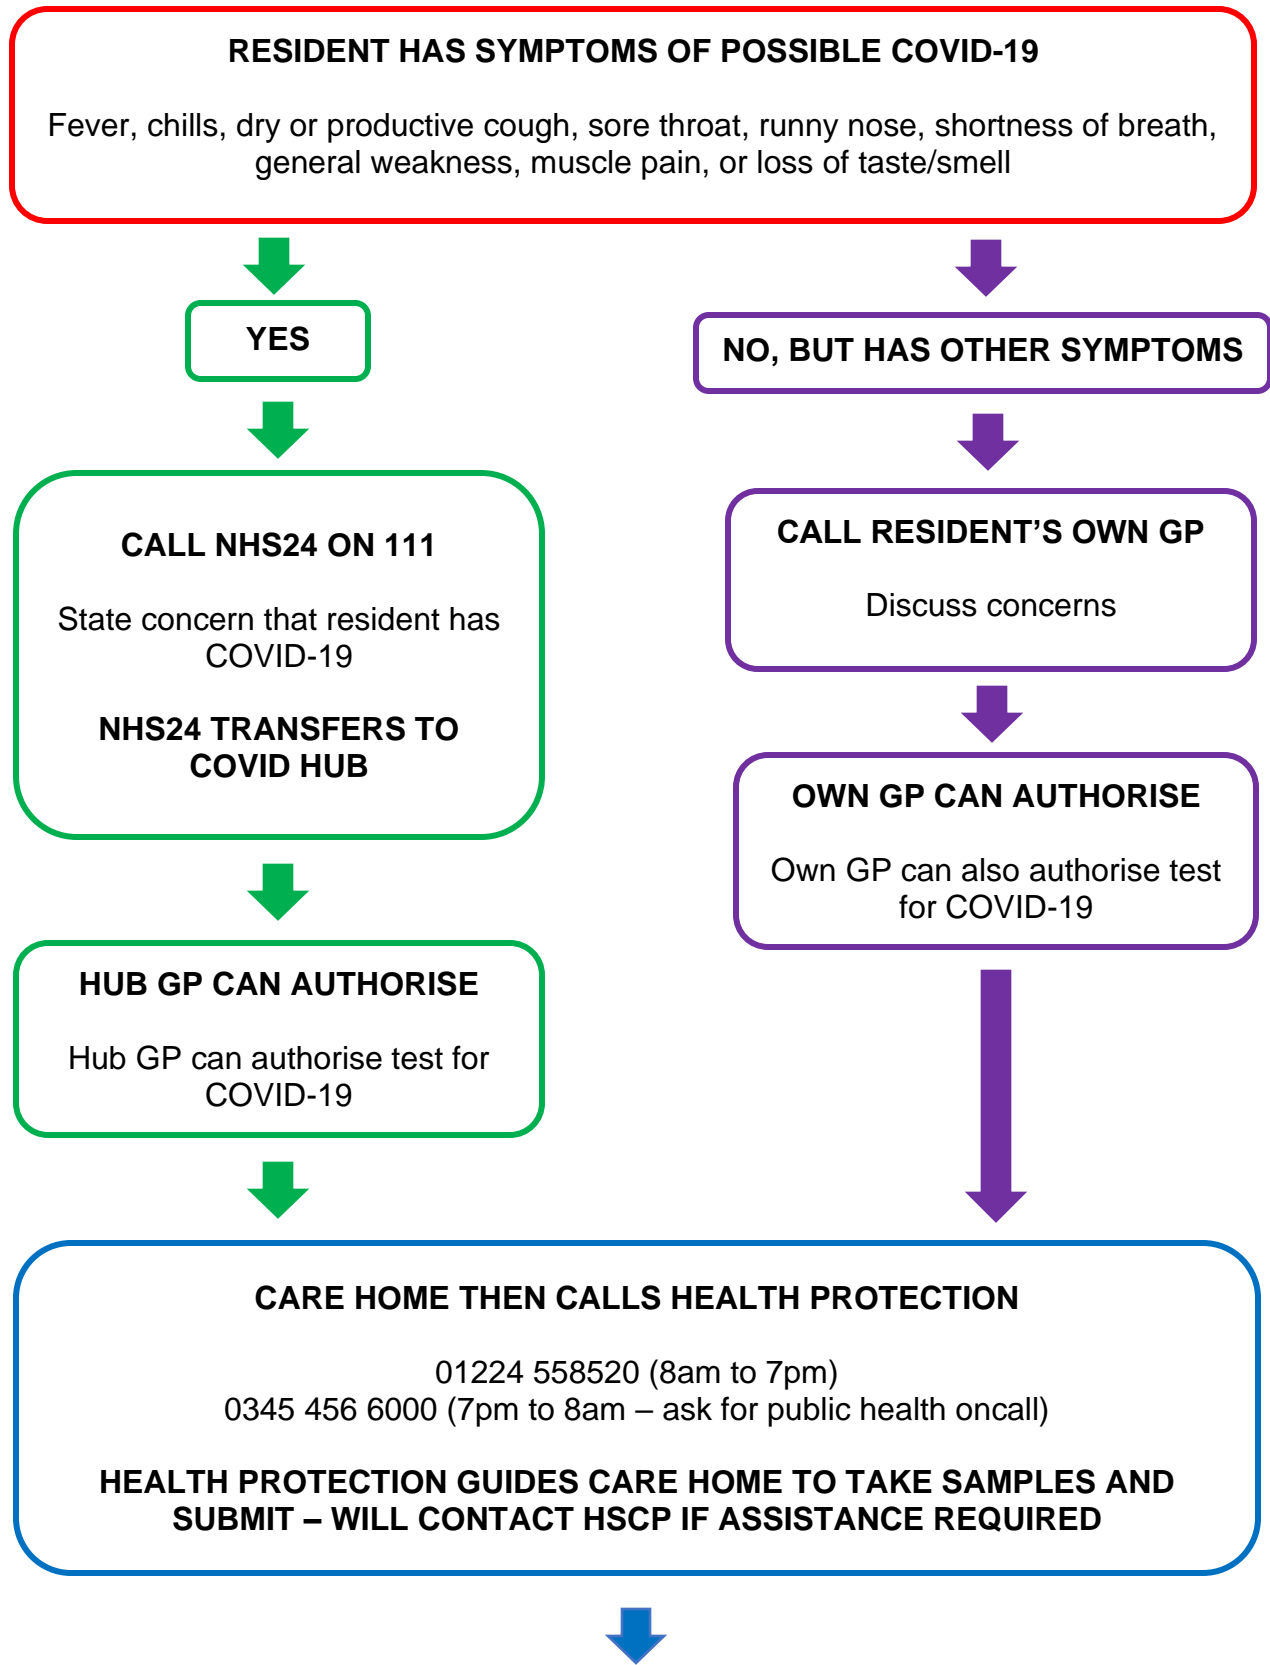 RESIDENT HAS SYMPTOMS OF POSSIBLE COVID-19
Fever, chills, dry or productive cough, sore throat, runny nose, shortness of breath,
general weakness, muscle pain, or loss of taste/smell
YES
NO, BUT HAS OTHER SYMPTOMS
CALL NHS24 ON 111
State concern that resident has
COVID-19
NHS24 TRANSFERS TO
COVID HUB
CALL RESIDENT’S OWN GP
Discuss concerns
OWN GP CAN AUTHORISE
Own GP can also authorise test
for COVID-19
HUB GP CAN AUTHORISE
Hub GP can authorise test for
COVID-19
CARE HOME THEN CALLS HEALTH PROTECTION
01224 558520 (8am to 7pm)
0345 456 6000 (7pm to 8am – ask for public health oncall)
HEALTH PROTECTION GUIDES CARE HOME TO TAKE SAMPLES AND
SUBMIT – WILL CONTACT HSCP IF ASSISTANCE REQUIRED